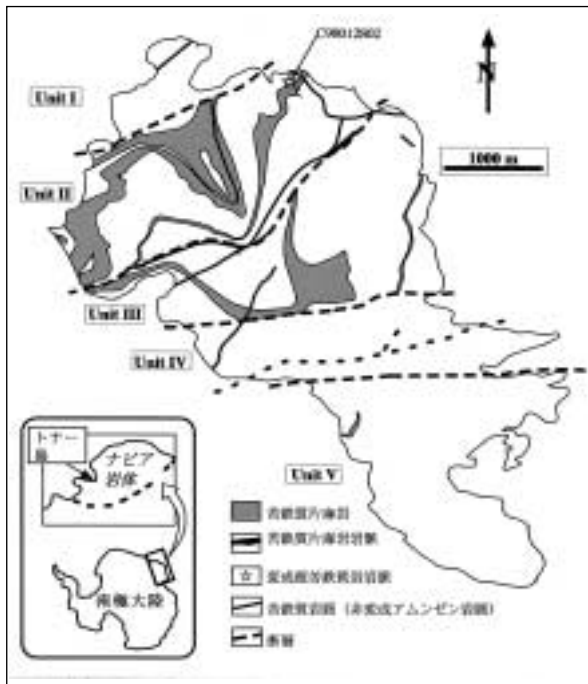 C98012802
N
Unit I
1000 m
Unit II
Unit III
Unit IV
Unit V
トナー島
ナピア
岩体
南極大陸
苦鉄質片麻岩
苦鉄質片麻岩岩脈
変成超苦鉄質岩岩脈
苦鉄質岩脈（非変成アムンゼン岩脈）
断層